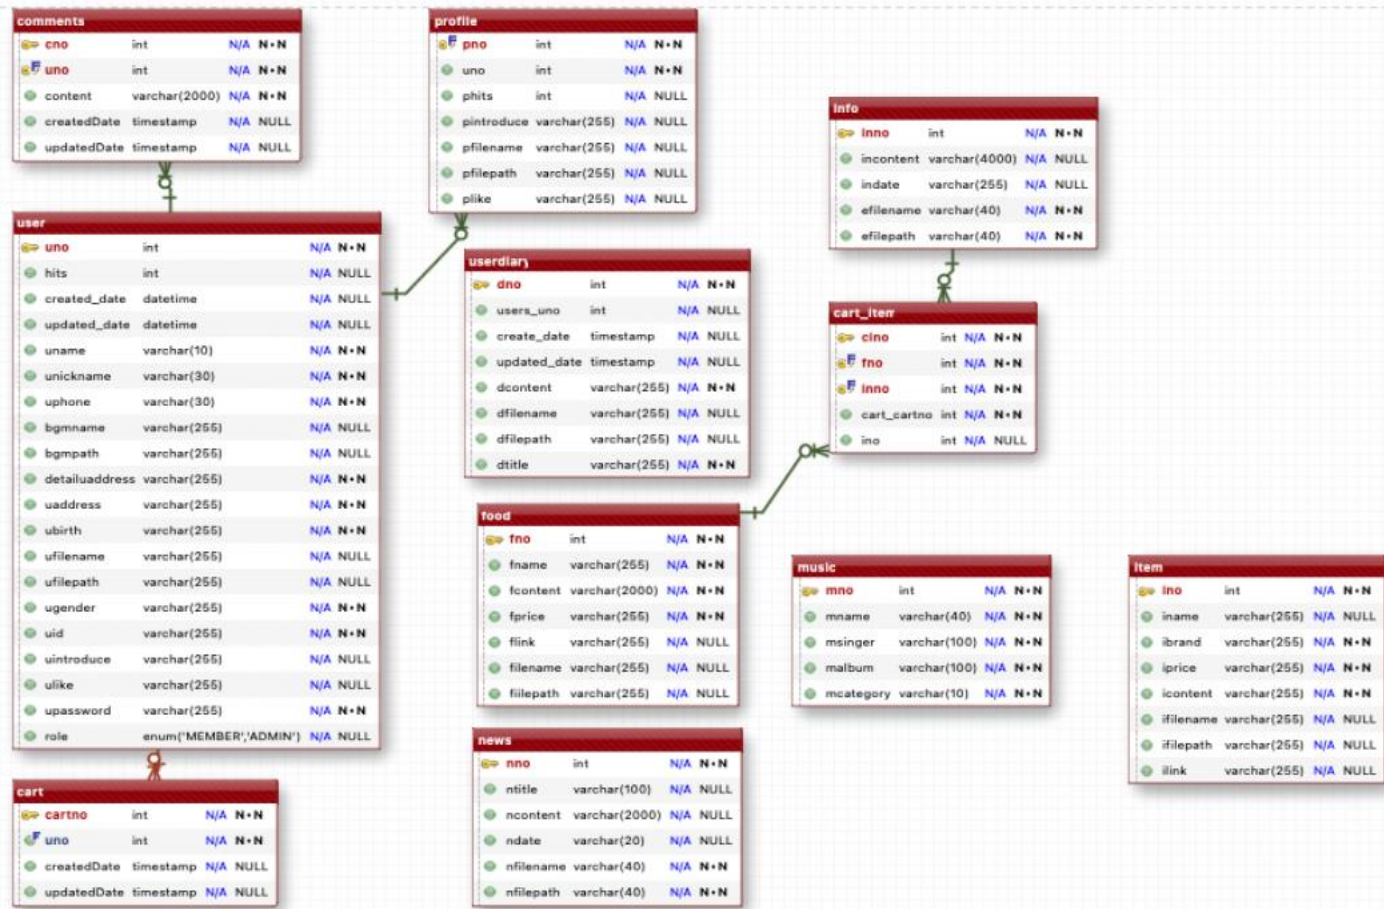 comments
cno int N/A N•N
uno int N/A N•N
content varchar(2000) N/A N•N
createdDate timestamp N/A NULL
updatedDate timestamp N/A NULL
profile
pno int N/A N•N
uno int N/A N•N
phits int N/A NULL
pintroduce varchar(255) N/A NULL
pfilename varchar(255) N/A NULL
pfilepath varchar(255) N/A NULL
plike varchar(255) N/A NULL
info
inno int N/A N•N
incontent varchar(4000) N/A NULL
indate varchar(255) N/A NULL
efilename varchar(40) N/A N•N
efilepath varchar(40) N/A N•N
user
uno int N/A N•N
hits int N/A NULL
created_date datetime N/A NULL
updated_date datetime N/A NULL
uname varchar(10) N/A N•N
unickname varchar(30) N/A N•N
uphone varchar(30) N/A N•N
bgmname varchar(255) N/A NULL
bgmpath varchar(255) N/A NULL
detailuaddress varchar(255) N/A N•N
uaddress varchar(255) N/A N•N
ubirth varchar(255) N/A N•N
ufilename varchar(255) N/A NULL
ufilepath varchar(255) N/A NULL
ugender varchar(255) N/A N•N
uid varchar(255) N/A N•N
uintroduce varchar(255) N/A NULL
ulike varchar(255) N/A NULL
upassword varchar(255) N/A N•N
role enum('MEMBER','ADMIN') N/A NULL
userdiary
dno int N/A N•N
users_uno int N/A NULL
create_date timestamp N/A NULL
updated_date timestamp N/A NULL
dcontent varchar(255) N/A N•N
dfilename varchar(255) N/A NULL
dfilepath varchar(255) N/A NULL
dtitle varchar(255) N/A N•N
cart_item
cino int N/A N•N
fno int N/A N•N
inno int N/A N•N
cart_cartno int N/A N•N
ino int N/A NULL
food
fno int N/A N•N
fname varchar(255) N/A N•N
fcontent varchar(2000) N/A N•N
fprice varchar(255) N/A N•N
flink varchar(255) N/A NULL
filename varchar(255) N/A NULL
fiilepath varchar(255) N/A NULL
music
mno int N/A N•N
mname varchar(40) N/A N•N
msinger varchar(100) N/A N•N
malbum varchar(100) N/A N•N
mcategory varchar(10) N/A N•N
item
ino int N/A N•N
iname varchar(255) N/A NULL
ibrand varchar(255) N/A N•N
iprice varchar(255) N/A N•N
icontent varchar(255) N/A N•N
ifilename varchar(255) N/A NULL
ifilepath varchar(255) N/A NULL
ilink varchar(255) N/A NULL
news
nno int N/A N•N
ntitle varchar(100) N/A NULL
ncontent varchar(2000) N/A NULL
ndate varchar(20) N/A NULL
nfilename varchar(40) N/A N•N
nfilepath varchar(40) N/A N•N
cart
cartno int N/A N•N
uno int N/A N•N
createdDate timestamp N/A NULL
updatedDate timestamp N/A NULL